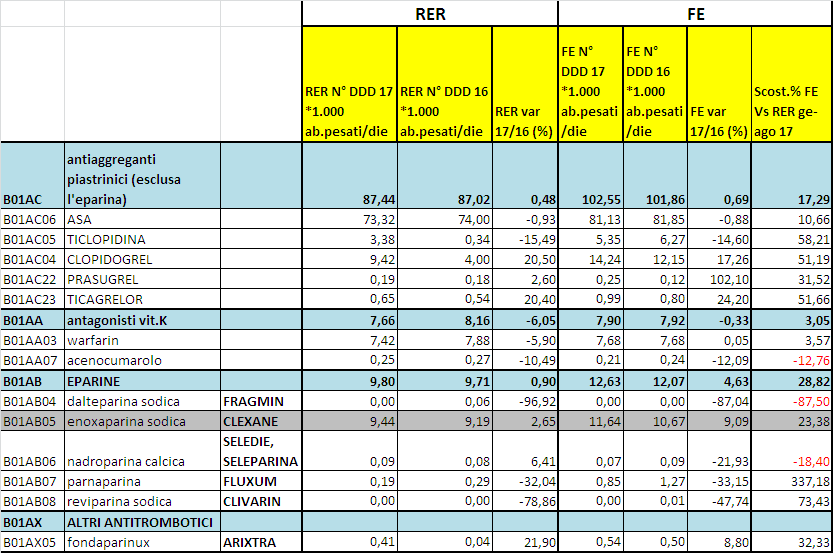 RER FE
RER N° DDD 17 *1.000 ab.pesati/die RER N° DDD 16 *1.000 ab.pesati/die RER var 17/16 (%) FE N° DDD 17 *1.000 ab.pesati /die FE N° DDD 16 *1.000 ab.pesati /die FE var 17/16 (%) Scost.% FE Vs RER ge-ago 17
B01AC antiaggreganti piastrinici (esclusa l'eparina) 87,44 87,02 0,48 102,55 101,86 0,69 17,29
B01AC06 ASA 73,32 74,00 -0,93 81,13 81,85 -0,88 10,66
B01AC05 TICLOPIDINA 3,38 0,34 -15,49 5,35 6,27 -14,60 58,21
B01AC04 CLOPIDOGREL 9,42 4,00 20,50 14,24 12,15 17,26 51,19
B01AC22 PRASUGREL 0,19 0,18 2,60 0,25 0,12 102,10 31,52
B01AC23 TICAGRELOR 0,65 0,54 20,40 0,99 0,80 24,20 51,66
B01AA antagonisti vit.K 7,66 8,16 -6,05 7,90 7,92 -0,33 3,05
B01AA03 warfarin 7,42 7,88 -5,90 7,68 7,68 0,05 3,57
B01AA07 acenocumarolo 0,25 0,27 -10,49 0,21 0,24 -12,09 -12,76
B01AB EPARINE 9,80 9,71 0,90 12,63 12,07 4,63 28,82
B01AB04 dalteparina sodica FRAGMIN 0,00 0,06 -96,92 0,00 0,00 -87,04 -87,50
B01AB05 enoxaparina sodica CLEXANE 9,44 9,19 2,65 11,64 10,67 9,09 23,38
B01AB06 nadroparina calcica SELEDIE, SELEPARINA 0,09 0,08 6,41 0,07 0,09 -21,93 -18,40
B01AB07 parnaparina FLUXUM 0,19 0,29 -32,04 0,85 1,27 -33,15 337,18
B01AB08 reviparina sodica CLIVARIN 0,00 0,00 -78,86 0,00 0,01 -47,74 73,43
B01AX ALTRI ANTITROMBOTICI
B01AX05 fondaparinux ARIXTRA 0,41 0,04 21,90 0,54 0,50 8,80 32,33